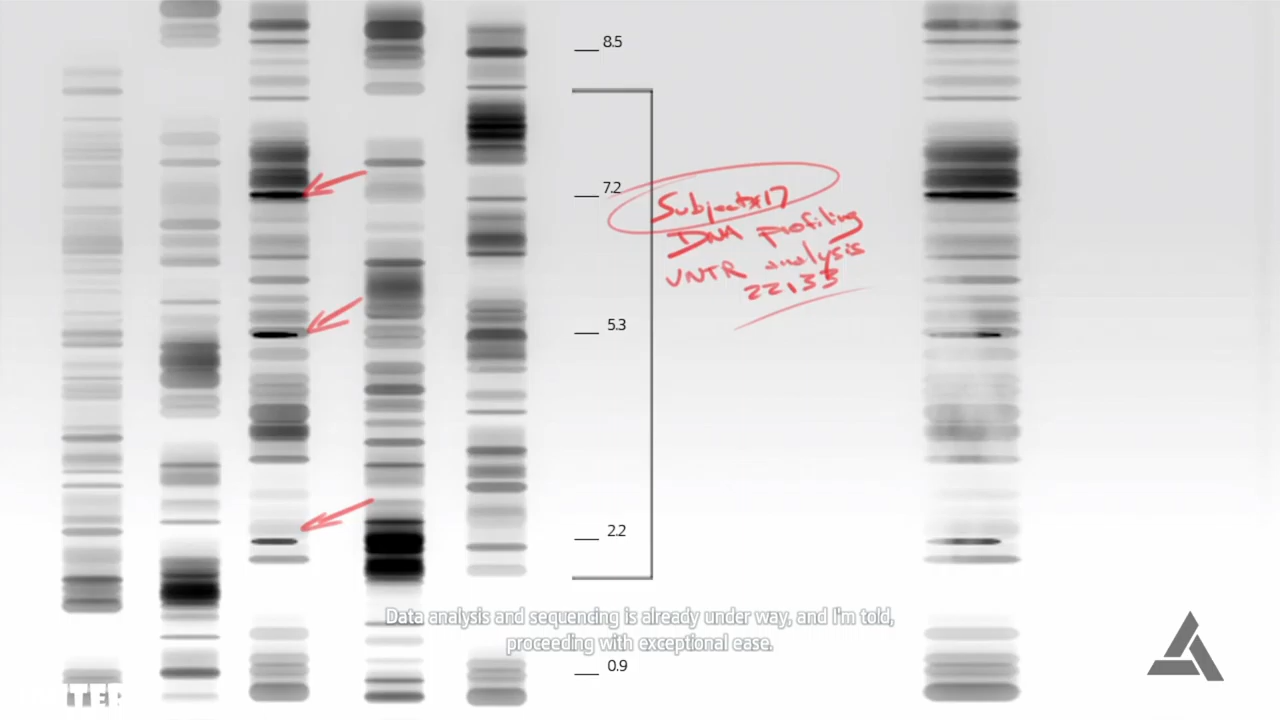 8.5
7.2
Subject#17
DNA profiling
VNTR analysis
22133
5.3
2.2
Data analysis and sequencing is already under way, and I'm told,
proceeding with exceptional ease.
0.9